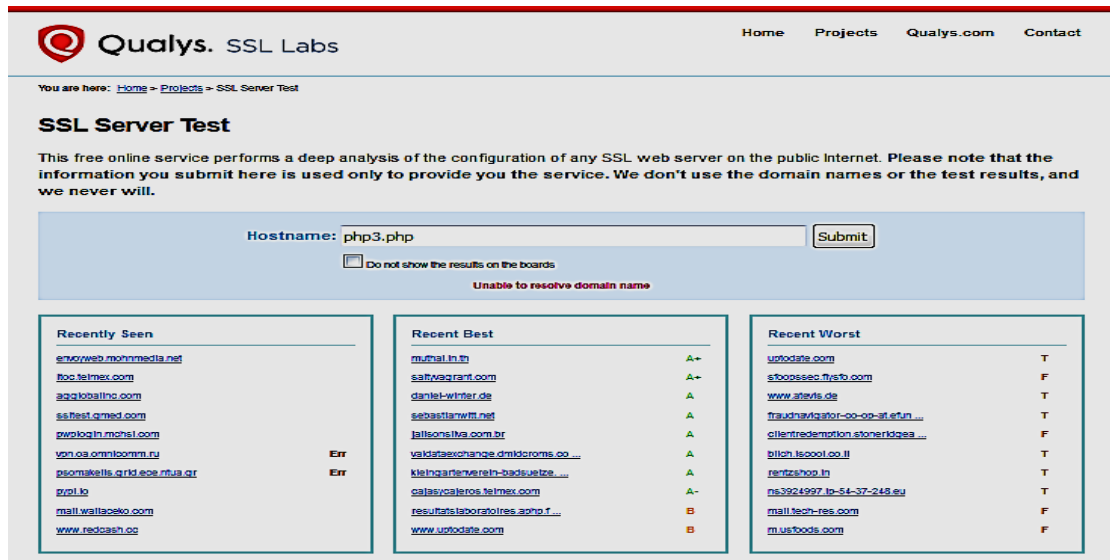 Qualys. SSL Labs
Home Projects Qualys.com Contact
You are here: Home > Projects > SSL Server Test
SSL Server Test
This free online service performs a deep analysis of the configuration of any SSL web server on the public Internet. Please note that the
information you submit here is used only to provide you the service. We don't use the domain names or the test results, and
we never will.
Hostname: php3.php Submit
Do not show the results on the boards
Unable to resolve domain name
Recently Seen
envoyweb.mohnmedia.net
itoc.telmex.com
aggloballnc.com
ssltest.qmed.com
pwplogin.mchsi.com
vpn.oa.omnicomm.ru Err
psomakelis.grid.ece.ntua.gr Err
pypi.io
mail.wallaceko.com
www.redcash.cc
Recent Best
muthai.in.th A+
saltyvagrant.com A+
daniel-winter.de A
sebastianwitt.net A
jailsonsilva.com.br A
valdataexchange.dmidcroms.co ... A
kleingartenverein-badsuelze. ... A
cajasycajeros.telmex.com A-
resultatslaboratoires.aphp.f ... B
www.uptodate.com B
Recent Worst
uptodate.com T
sfoopssec.flysfo.com F
www.atevis.de T
fraudnavigator-co-op-at.efun ... T
clientredemption.stoneridgea ... F
blich.iscool.co.il T
rentzshop.in T
ns3924997.ip-54-37-248.eu T
mail.tech-res.com F
m.usfoods.com F